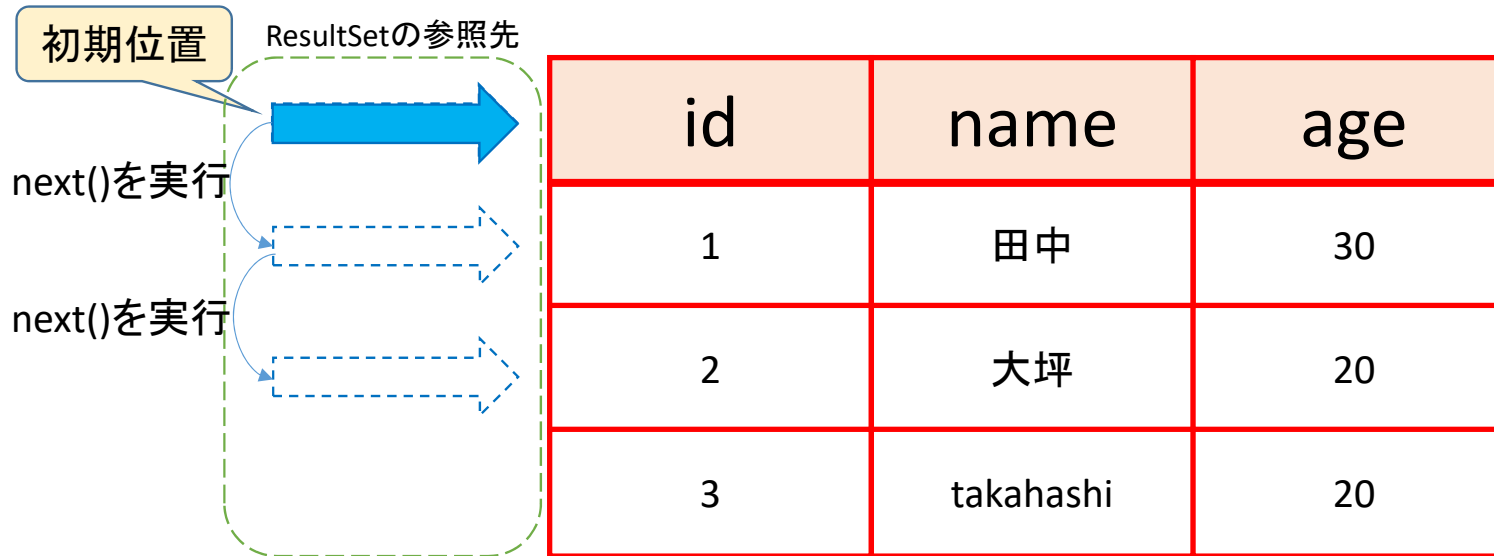 初期位置
ResultSetの参照先
next()を実行
next()を実行
id name age
1 田中 30
2 大坪 20
3 takahashi 20